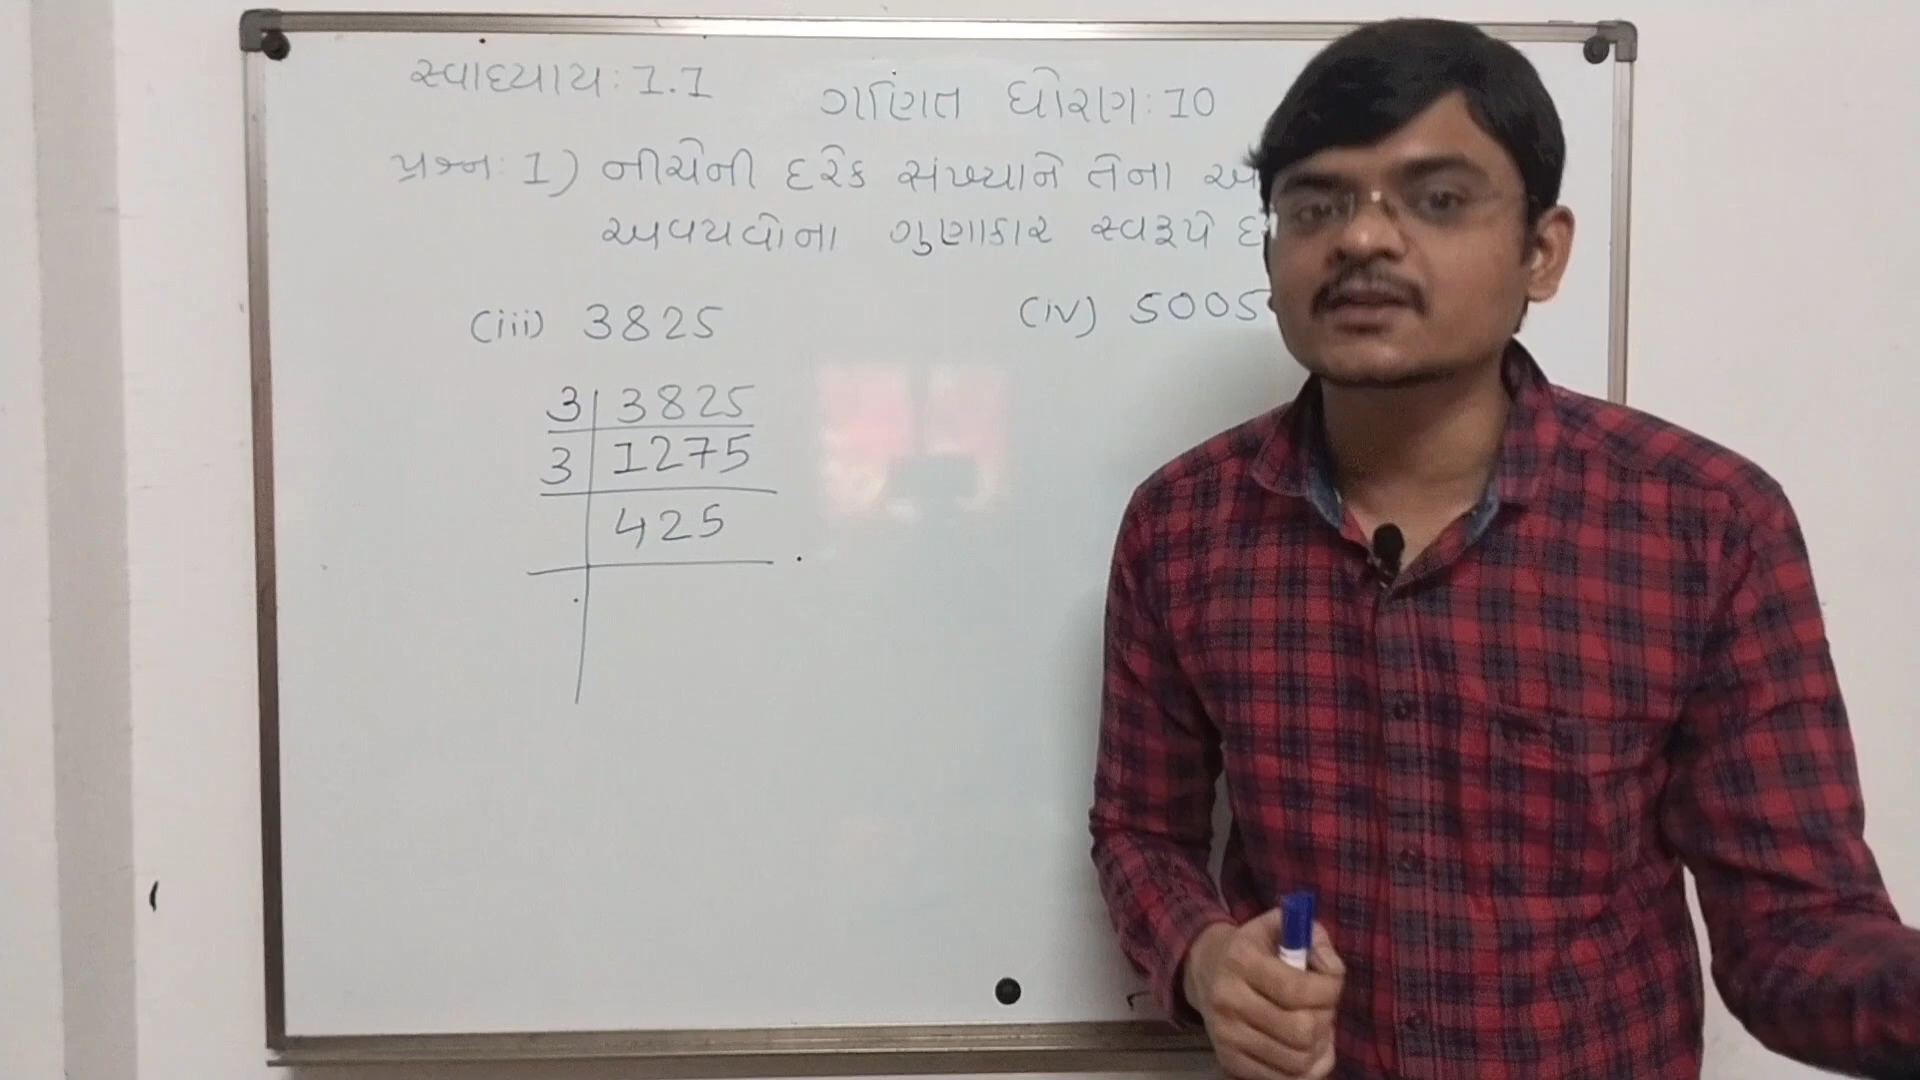 સ્વાધ્યાય : 1.1
ગણિત ધોરણ : 10
પ્રશ્ન : 1) નીચેની દરેક સંખ્યાને તેના
અવયવોના ગુણાકાર સ્વરૂપે
(iii) 3825
(iv) 5005
3 | 3825
3 | 1275
425